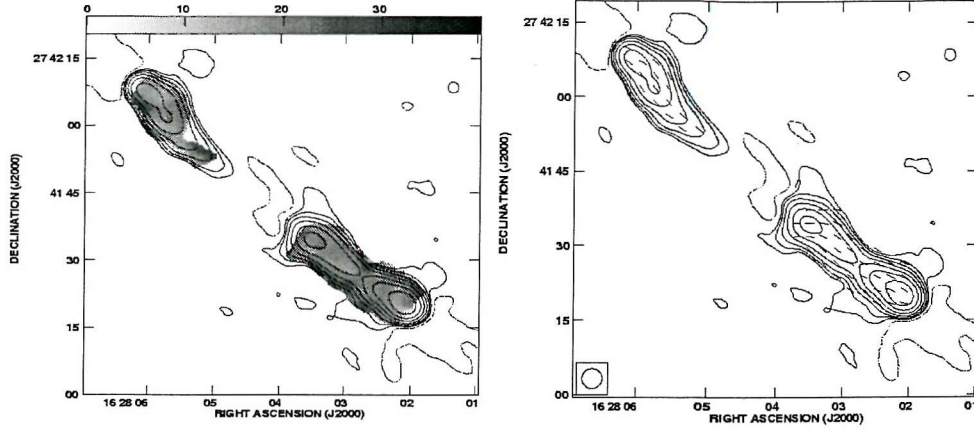 0 10 20 30
27 42 15
00
41 45
30
15
00
DECLINATION (J2000)
16 28 06 05 04 03 02 01
RIGHT ASCENSION (J2000)
27 42 15
00
41 45
30
15
00
DECLINATION (J2000)
16 28 06 05 04 03 02 01
RIGHT ASCENSION (J2000)